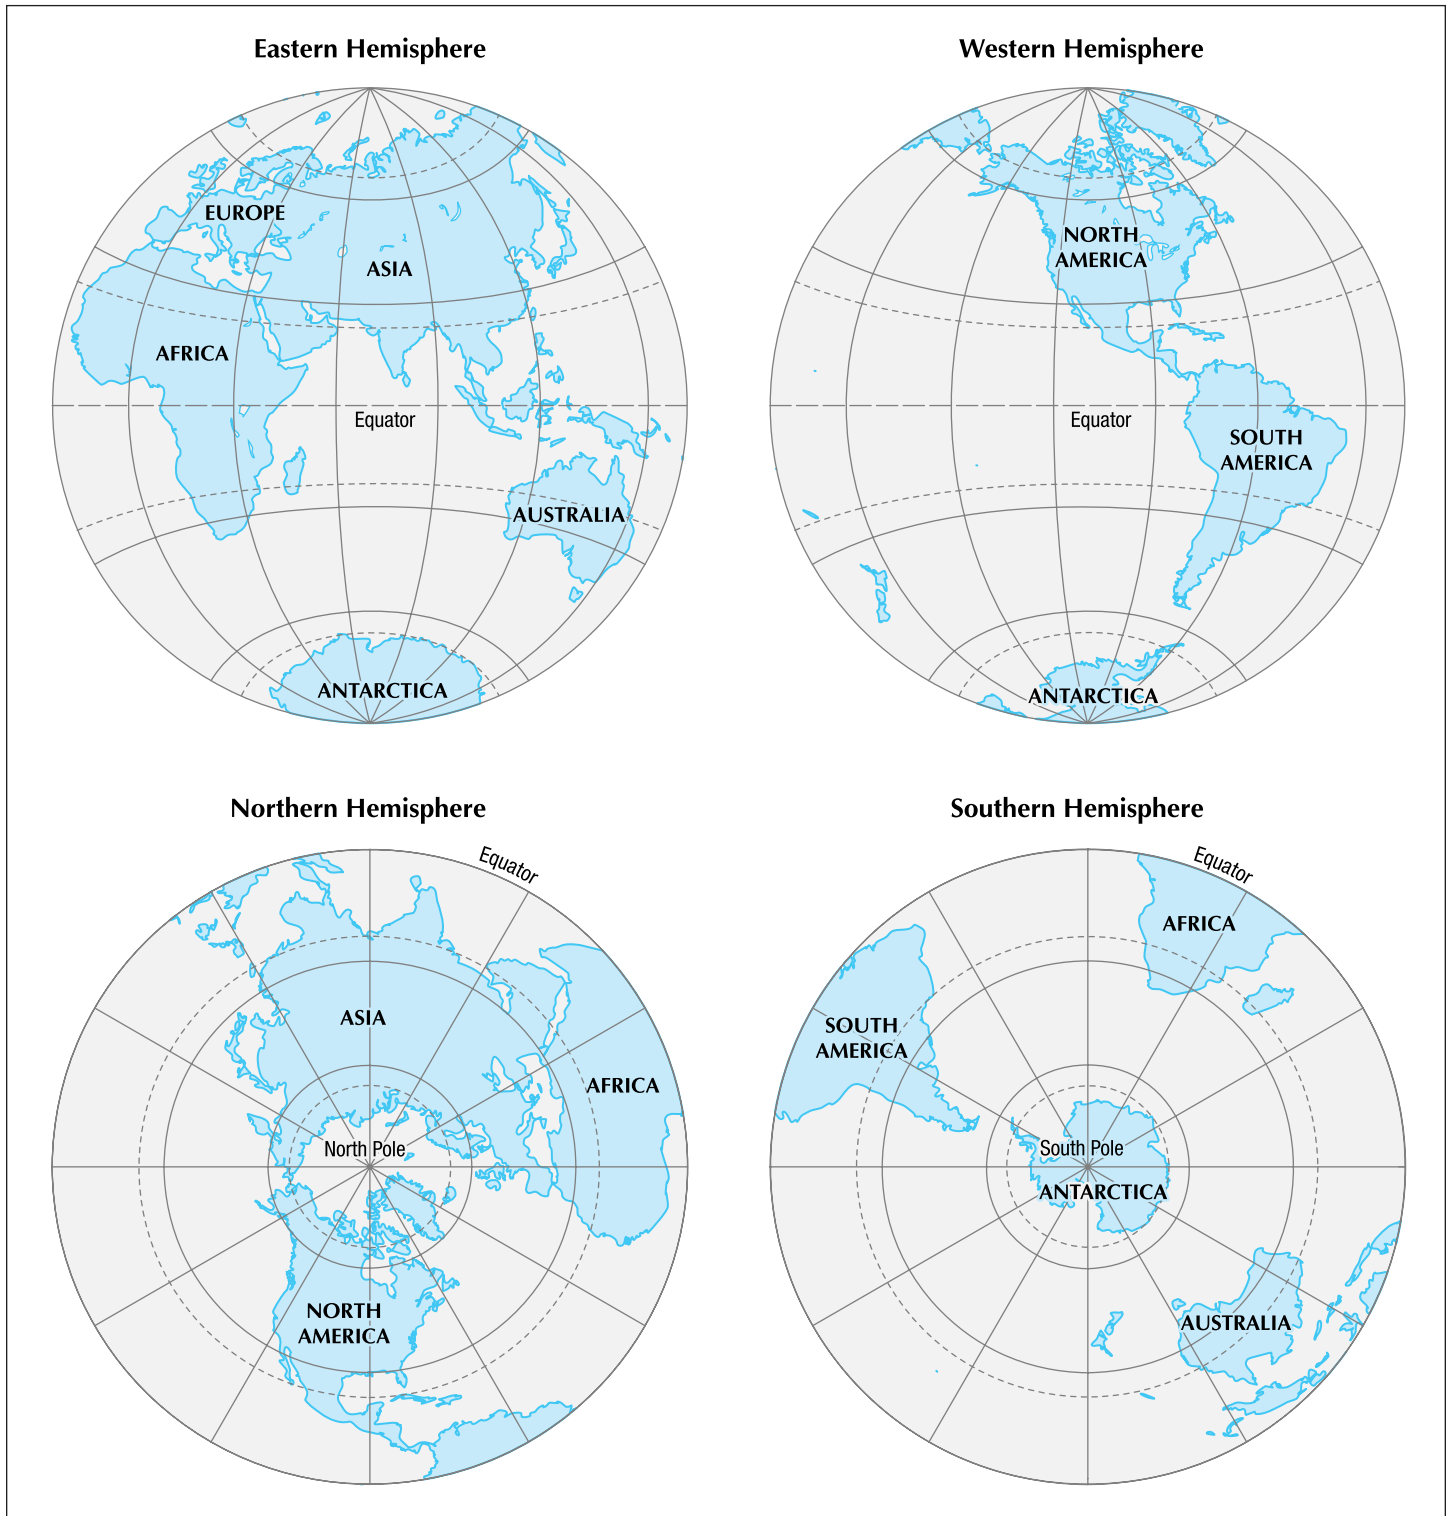 Eastern Hemisphere
EUROPE
ASIA
AFRICA
Equator
AUSTRALIA
ANTARCTICA
Western Hemisphere
NORTH
AMERICA
Equator
SOUTH
AMERICA
ANTARCTICA
Northern Hemisphere
Equator
ASIA
AFRICA
North Pole
NORTH
AMERICA
Southern Hemisphere
Equator
AFRICA
SOUTH
AMERICA
South Pole
ANTARCTICA
AUSTRALIA